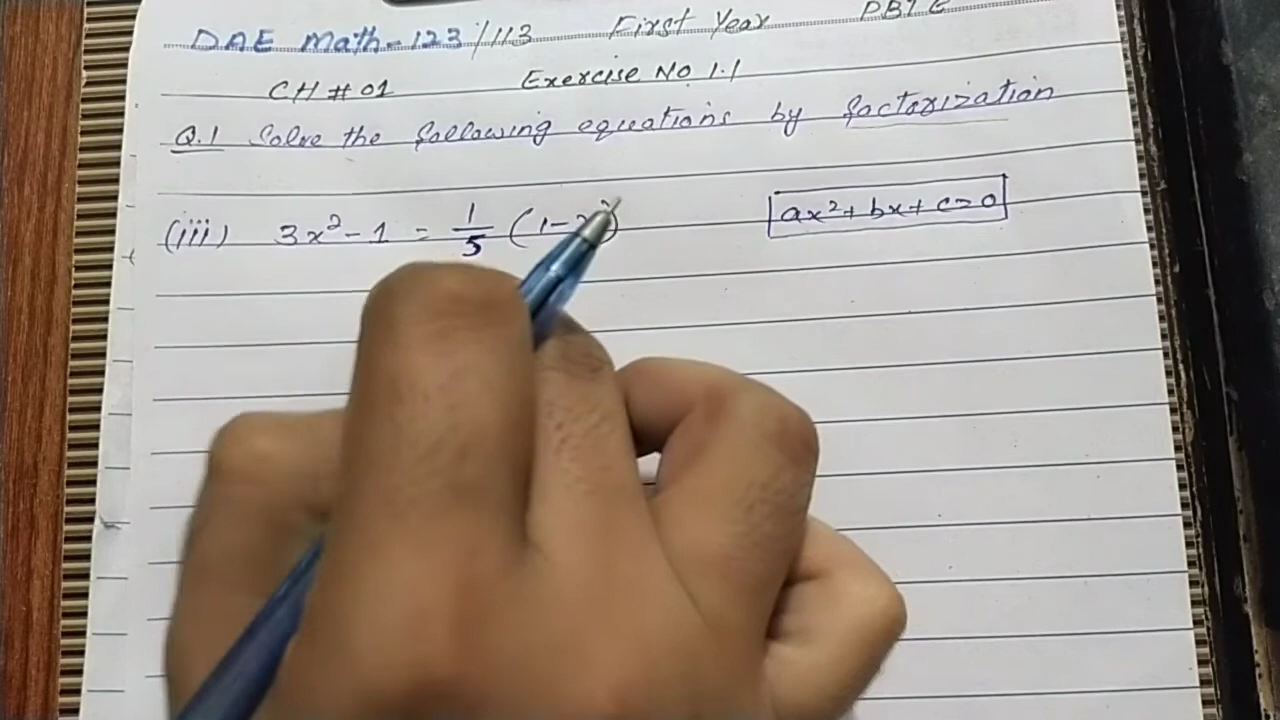 DAE Math-123/113 First Year
CH # 01 Exercise No 1.1
Q.1 Solve the following equations by factorization
(iii) 3x² - 1 = 1/5 (1 -
ax² + bx + c = 0